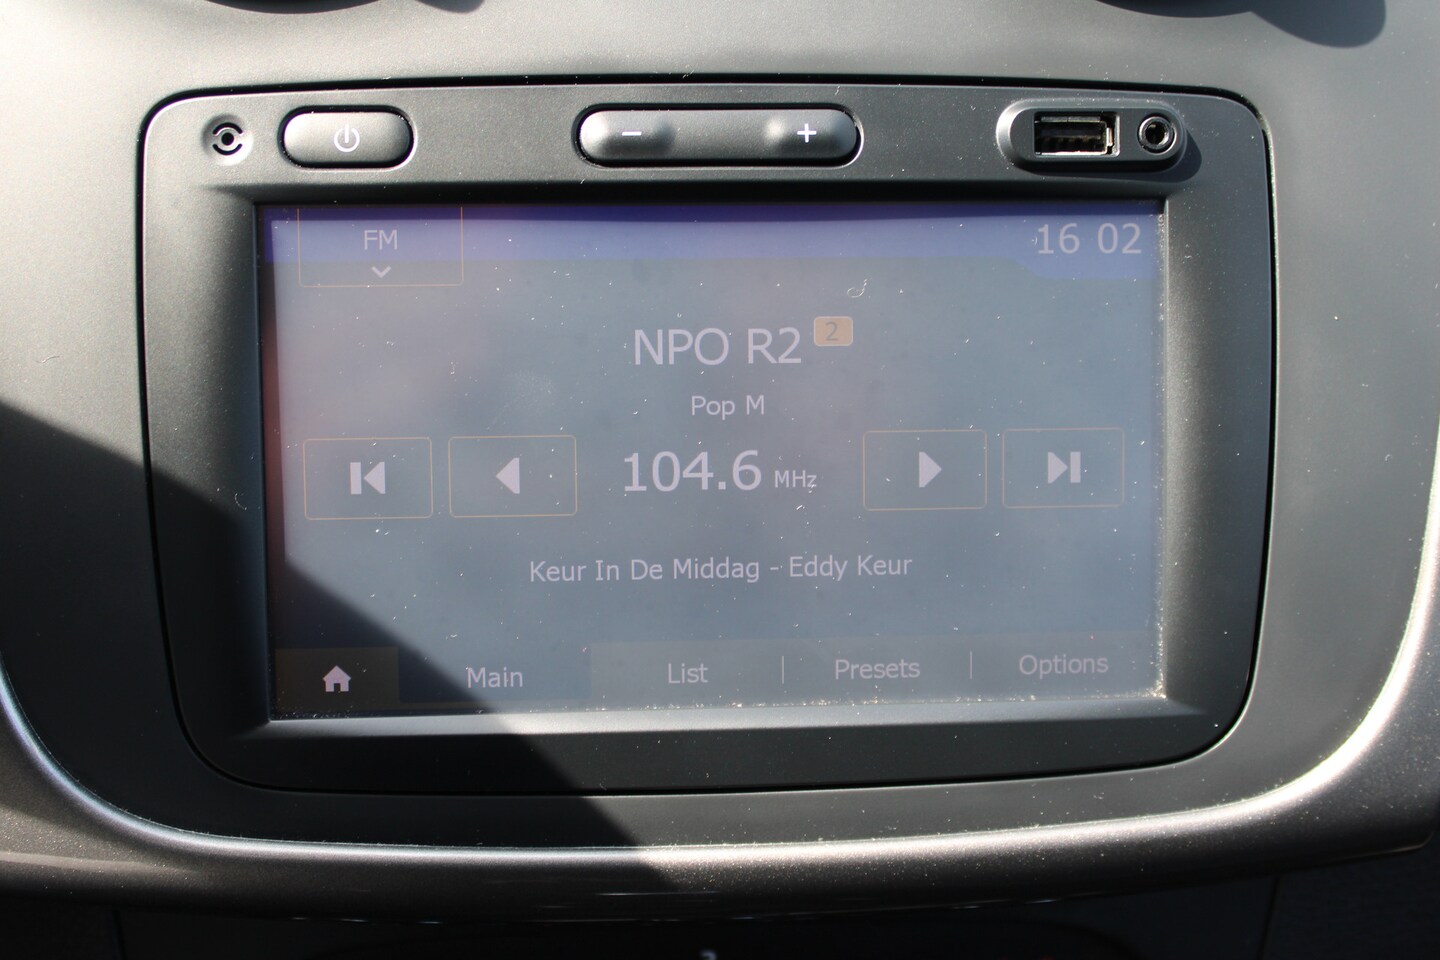 − +
FM
16 02
NPO R2 2
Pop M
104.6 MHz
Keur In De Middag - Eddy Keur
Main List Presets Options